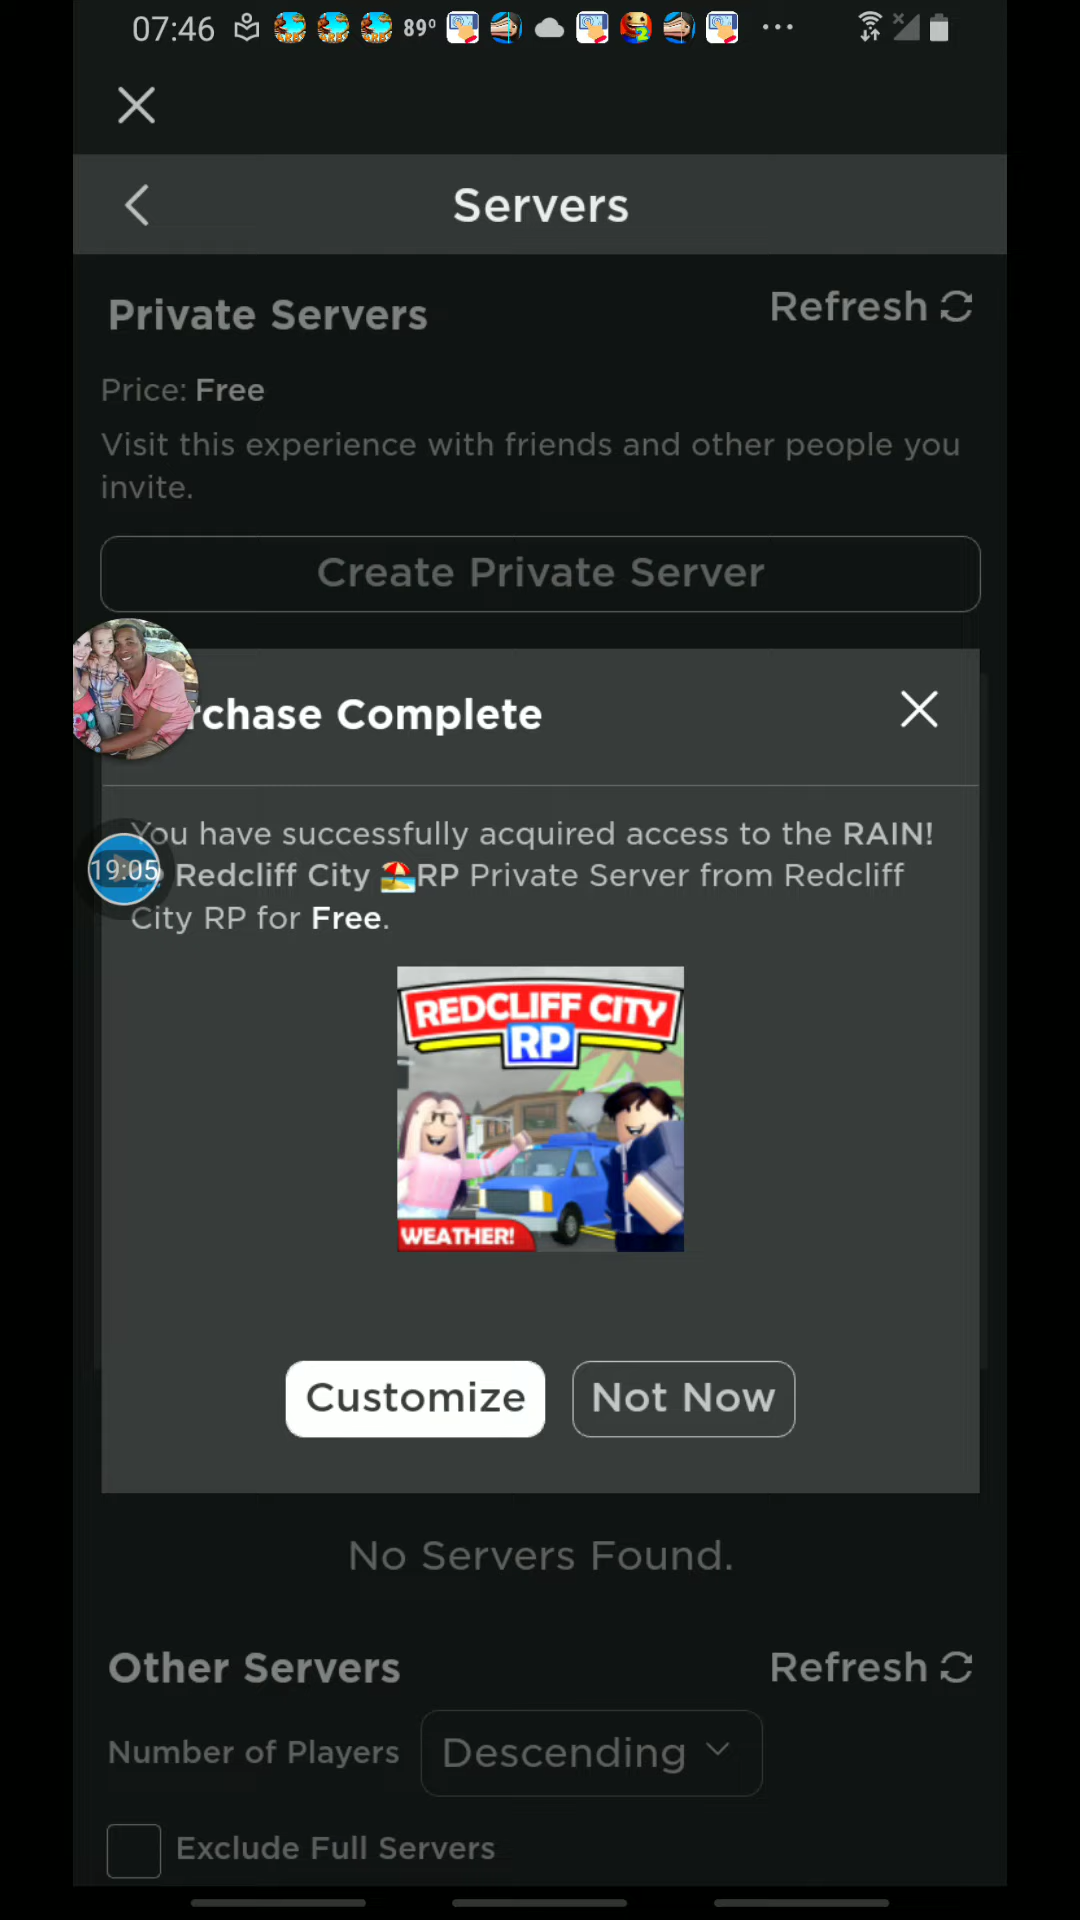 07:46 89°
Servers
Private Servers
Refresh
Price: Free
Visit this experience with friends and other people you
invite.
Create Private Server
rchase Complete
You have successfully acquired access to the RAIN!
19:05
Redcliff City RP Private Server from Redcliff
City RP for Free.
REDCLIFF CITY
RP
WEATHER!
Customize
Not Now
No Servers Found.
Other Servers
Refresh
Number of Players
Descending
Exclude Full Servers